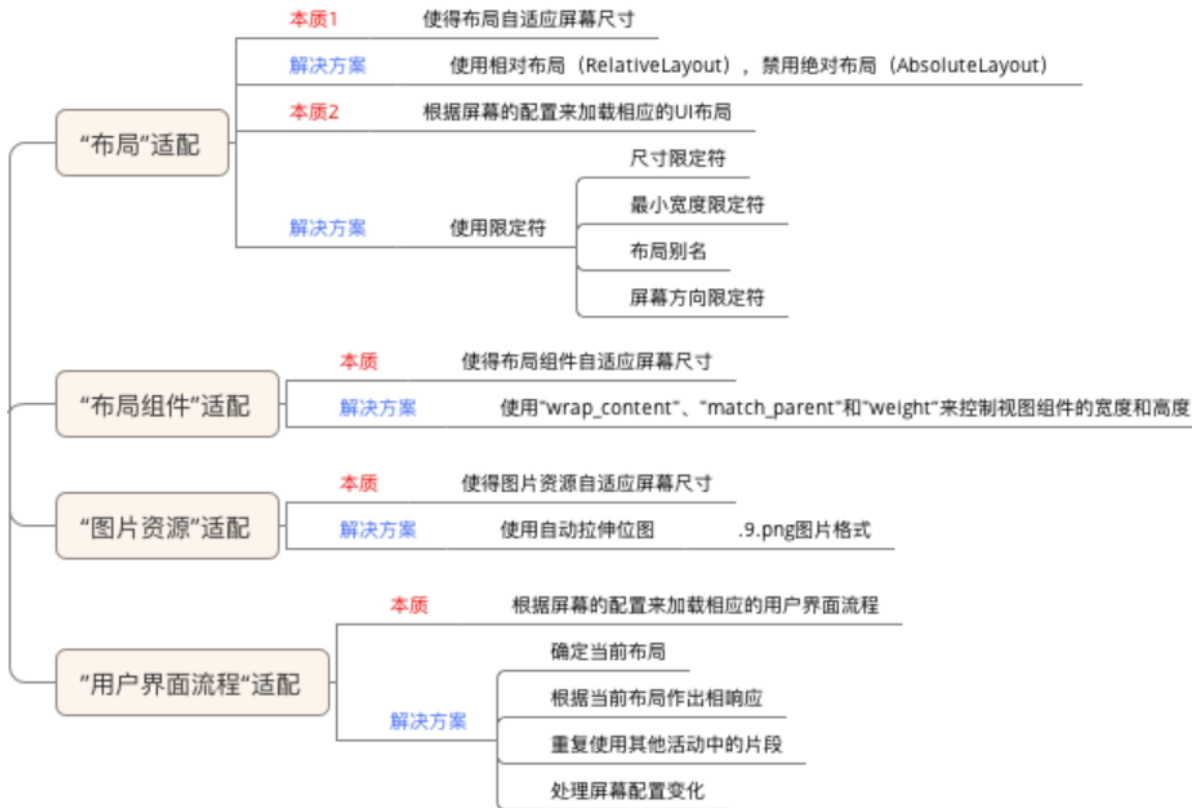 “布局”适配
本质1 使得布局自适应屏幕尺寸
解决方案 使用相对布局（RelativeLayout），禁用绝对布局（AbsoluteLayout）
本质2 根据屏幕的配置来加载相应的UI布局
解决方案 使用限定符
尺寸限定符
最小宽度限定符
布局别名
屏幕方向限定符
“布局组件”适配
本质 使得布局组件自适应屏幕尺寸
解决方案 使用"wrap_content"、"match_parent"和"weight"来控制视图组件的宽度和高度
“图片资源”适配
本质 使得图片资源自适应屏幕尺寸
解决方案 使用自动拉伸位图 .9.png图片格式
”用户界面流程“适配
本质 根据屏幕的配置来加载相应的用户界面流程
解决方案
确定当前布局
根据当前布局作出相响应
重复使用其他活动中的片段
处理屏幕配置变化